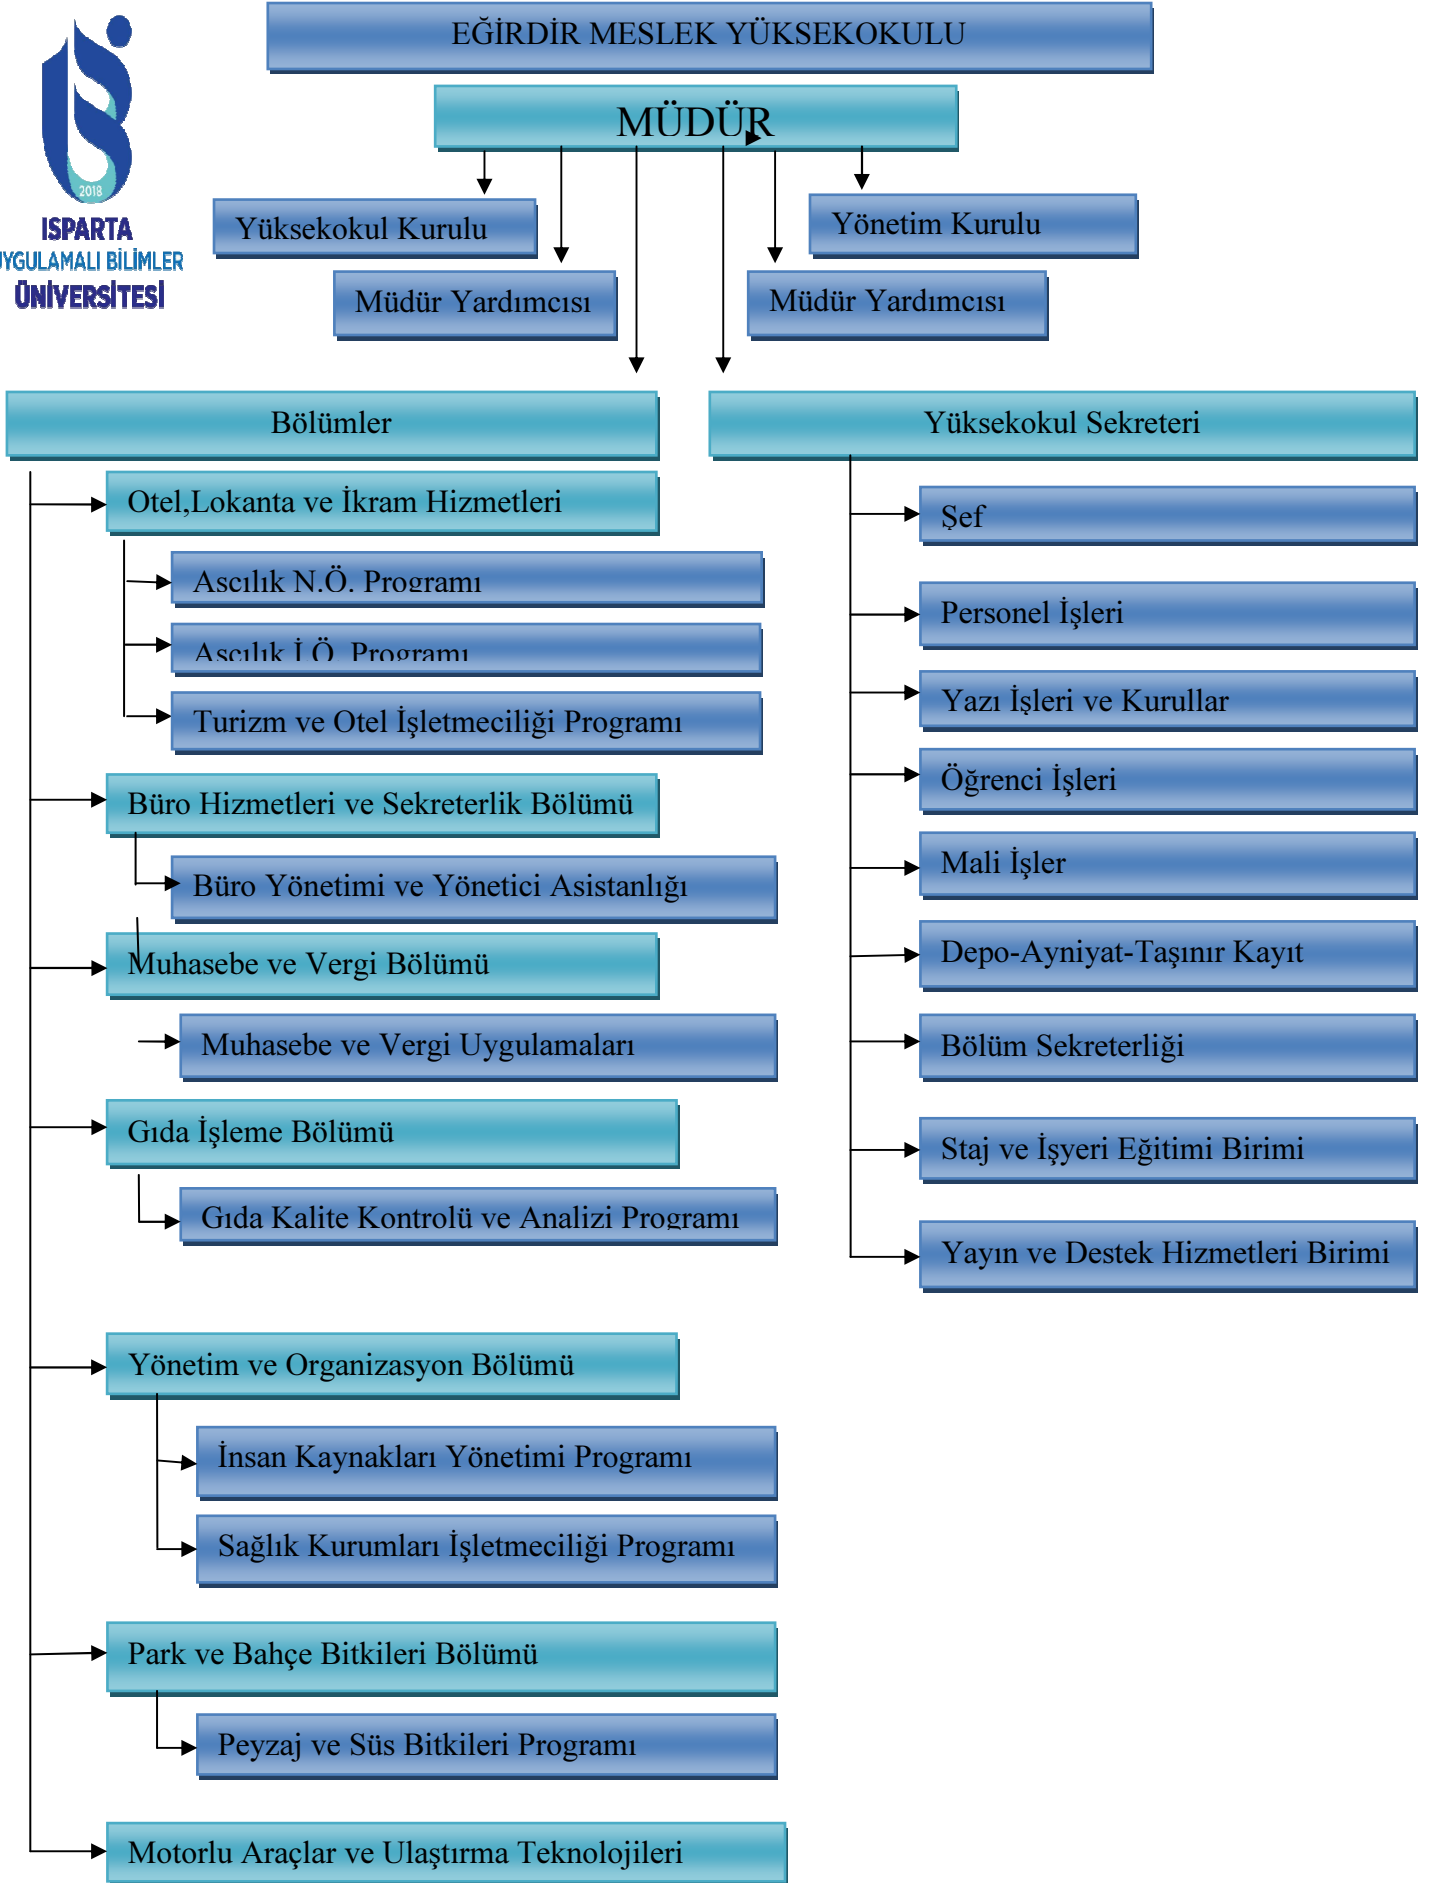 EĞİRDİR MESLEK YÜKSEKOKULU
MÜDÜR
2018
ISPARTA
UYGULAMALI BİLİMLER
ÜNİVERSİTESİ
Yüksekokul Kurulu
Yönetim Kurulu
Müdür Yardımcısı
Müdür Yardımcısı
Bölümler
Otel,Lokanta ve İkram Hizmetleri
Aşçılık N.Ö. Programı
Aşçılık İ.Ö. Programı
Turizm ve Otel İşletmeciliği Programı
Büro Hizmetleri ve Sekreterlik Bölümü
Büro Yönetimi ve Yönetici Asistanlığı
Muhasebe ve Vergi Bölümü
Muhasebe ve Vergi Uygulamaları
Gıda İşleme Bölümü
Gıda Kalite Kontrolü ve Analizi Programı
Yönetim ve Organizasyon Bölümü
İnsan Kaynakları Yönetimi Programı
Sağlık Kurumları İşletmeciliği Programı
Park ve Bahçe Bitkileri Bölümü
Peyzaj ve Süs Bitkileri Programı
Motorlu Araçlar ve Ulaştırma Teknolojileri
Yüksekokul Sekreteri
Şef
Personel İşleri
Yazı İşleri ve Kurullar
Öğrenci İşleri
Mali İşler
Depo-Ayniyat-Taşınır Kayıt
Bölüm Sekreterliği
Staj ve İşyeri Eğitimi Birimi
Yayın ve Destek Hizmetleri Birimi